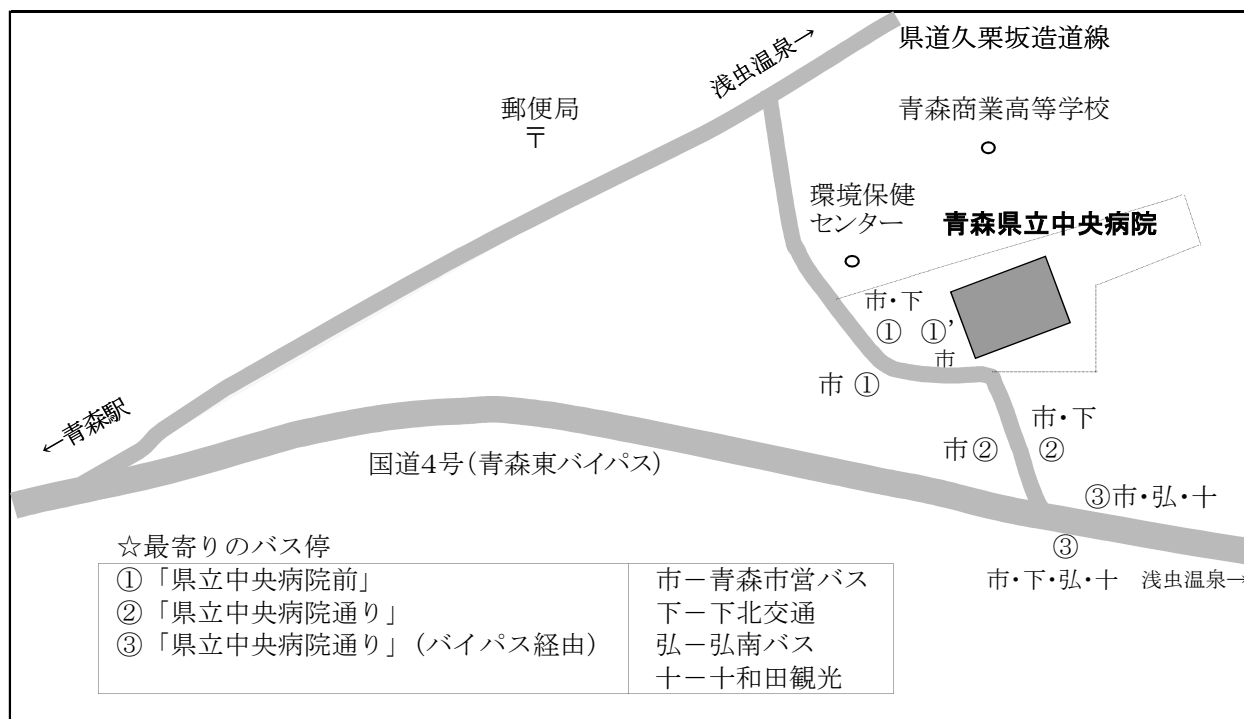 県道久栗坂造道線
浅虫温泉→
郵便局
〒
青森商業高等学校
環境保健
センター
青森県立中央病院
市・下
① ①’
市
市 ①
←青森駅
市・下
市② ②
国道4号(青森東バイパス)
③市・弘・十
③
市・下・弘・十 浅虫温泉→
☆最寄りのバス停
①「県立中央病院前」 市－青森市営バス
②「県立中央病院通り」 下－下北交通
③「県立中央病院通り」(バイパス経由) 弘－弘南バス
十－十和田観光